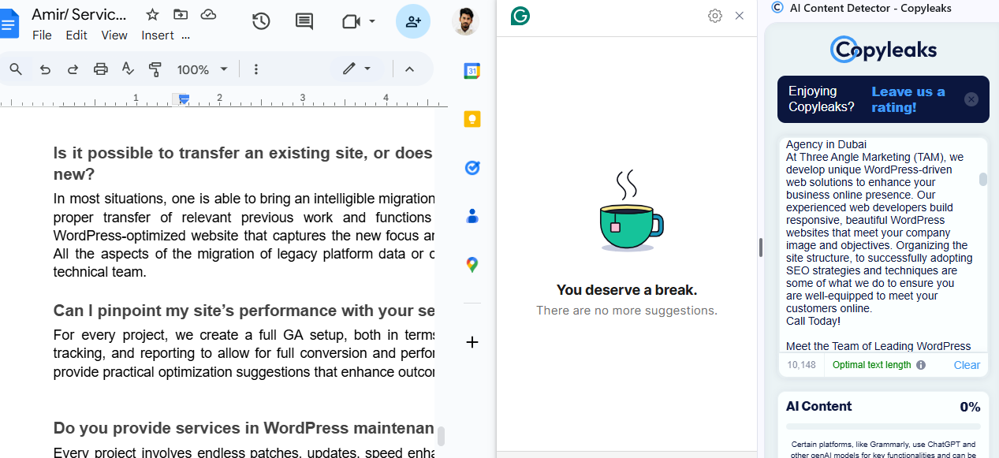 Amir/ Servic...
File Edit View Insert ...
100%
1 2 3 4
Is it possible to transfer an existing site, or does
new?
In most situations, one is able to bring an intelligible migration
proper transfer of relevant previous work and functions
WordPress-optimized website that captures the new focus
All the aspects of the migration of legacy platform data or
technical team.
Can I pinpoint my site’s performance with your
For every project, we create a full GA setup, both in terms
tracking, and reporting to allow for full conversion and
provide practical optimization suggestions that enhance
Do you provide services in WordPress
Every project involves endless patches, updates, speed
31
G
You deserve a break.
There are no more suggestions.
AI Content Detector - Copyleaks
Copyleaks
Enjoying
Copyleaks?
Leave us a
rating!
Agency in Dubai
At Three Angle Marketing (TAM), we
develop unique WordPress-driven
web solutions to enhance your
business online presence. Our
experienced web developers build
responsive, beautiful WordPress
websites that meet your company
image and objectives. Organizing the
site structure, to successfully adopting
SEO strategies and techniques are
some of what we do to ensure you
are well-equipped to meet your
customers online.
Call Today!
Meet the Team of Leading WordPress
10,148 Optimal text length Clear
AI Content 0%
Certain platforms, like Grammarly, use ChatGPT and
other genAI models for key functionalities and can be